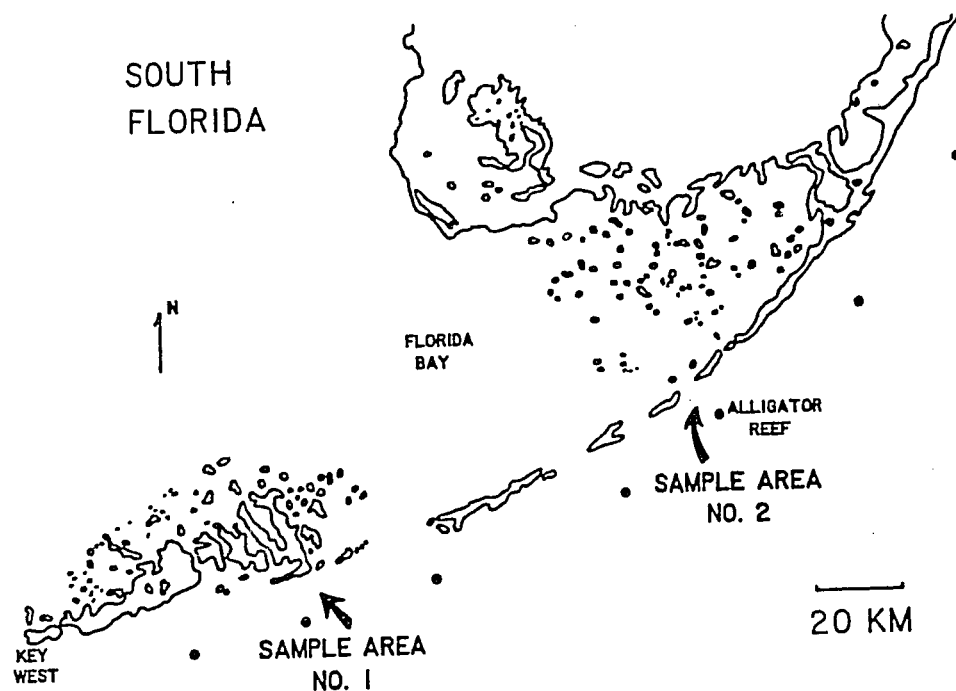 SOUTH
FLORIDA
N
FLORIDA
BAY
ALLIGATOR
REEF
SAMPLE AREA
NO. 2
20 KM
SAMPLE AREA
NO. 1
KEY
WEST